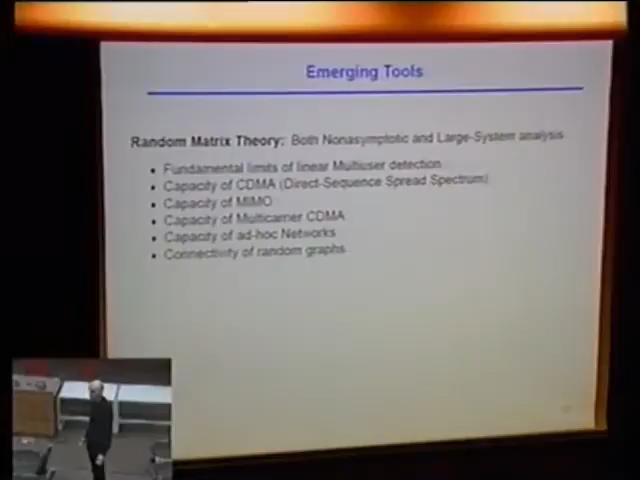 Emerging Tools
Random Matrix Theory: Both Nonasymptotic and Large-System analysis
• Fundamental limits of linear Multiuser detection
• Capacity of CDMA (Direct-Sequence Spread Spectrum)
• Capacity of MIMO
• Capacity of Multicarrier CDMA
• Capacity of ad-hoc Networks
• Connectivity of random graphs